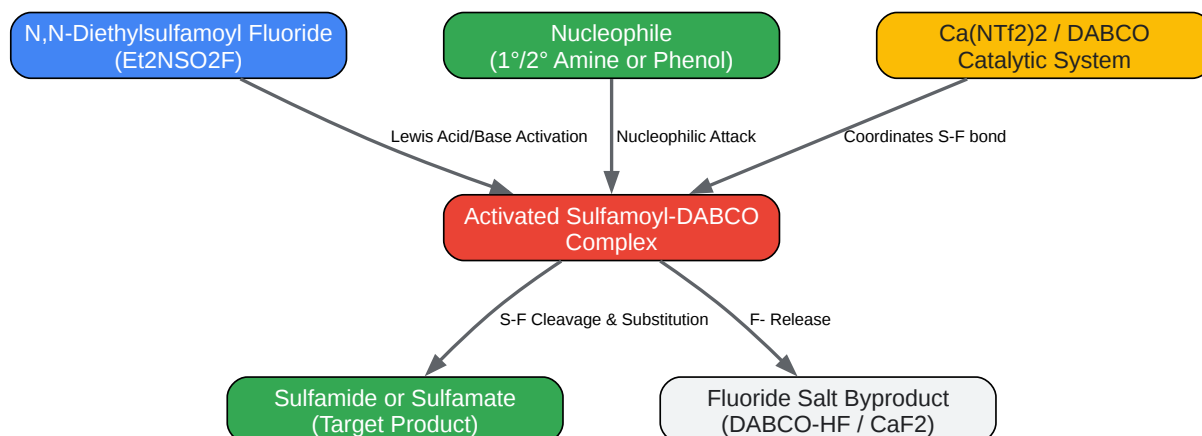 N,N-Diethylsulfamoyl Fluoride
(Et2NSO2F)
Nucleophile
(1°/2° Amine or Phenol)
Ca(NTf2)2 / DABCO
Catalytic System
Lewis Acid/Base Activation
Nucleophilic Attack
Coordinates S-F bond
Activated Sulfamoyl-DABCO
Complex
S-F Cleavage & Substitution
F- Release
Sulfamide or Sulfamate
(Target Product)
Fluoride Salt Byproduct
(DABCO-HF / CaF2)